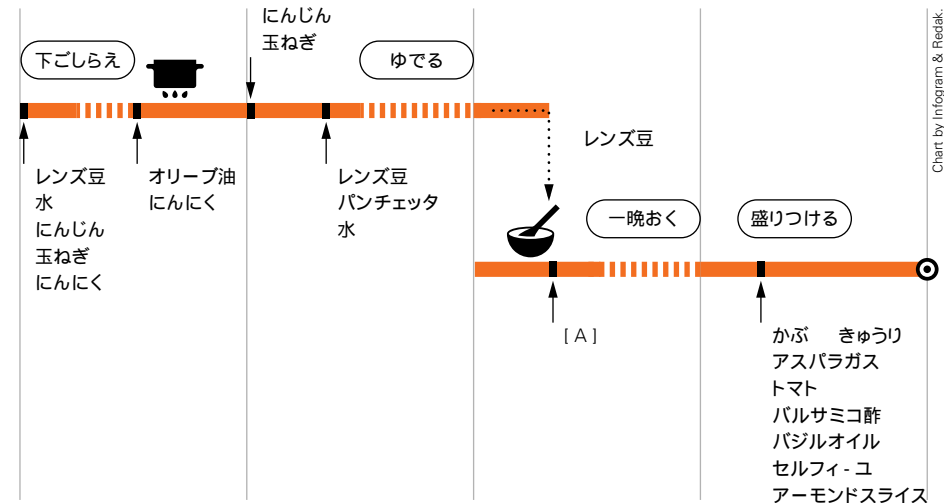 にんじん
玉ねぎ
下ごしらえ
ゆでる
レンズ豆
水
にんじん
玉ねぎ
にんにく
オリーブ油
にんにく
レンズ豆
パンチェッタ
水
レンズ豆
一晩おく
盛りつける
[ A ]
かぶ　きゅうり
アスパラガス
トマト
バルサミコ酢
バジルオイル
セルフィ - ユ
アーモンドスライス
Chart by Infogram & Redak.